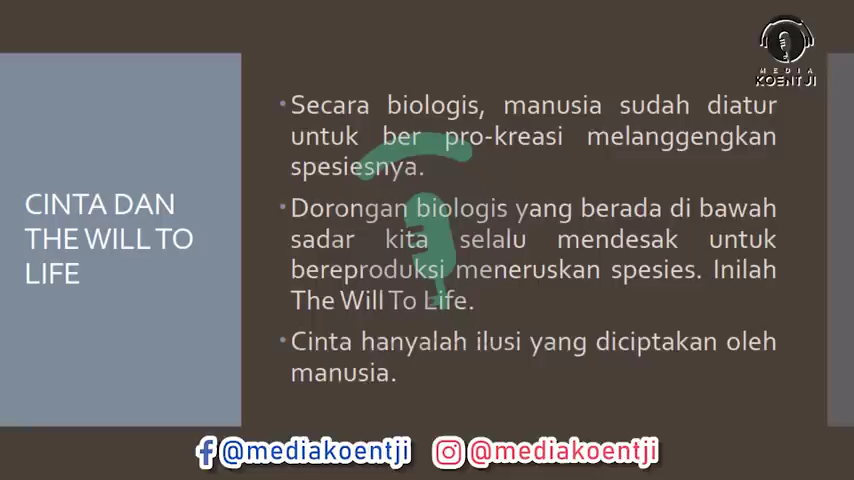 MEDIA
KOENTJI
CINTA DAN
THE WILL TO
LIFE
•Secara biologis, manusia sudah diatur
untuk ber pro-kreasi melanggengkan
spesiesnya.
•Dorongan biologis yang berada di bawah
sadar kita selalu mendesak untuk
bereproduksi meneruskan spesies. Inilah
The Will To Life.
•Cinta hanyalah ilusi yang diciptakan oleh
manusia.
@mediakoentji @mediakoentji